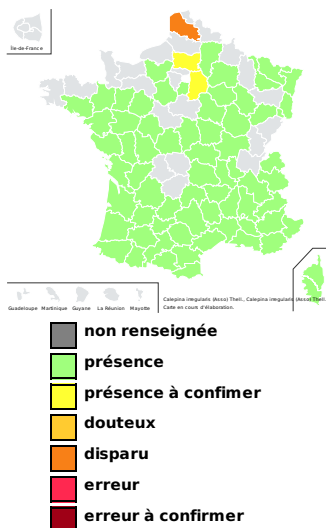 Île-de-France
Guadeloupe Martinique Guyane La Réunion Mayotte
Calepina irregularis (Asso) Thell., Calepina irregularis (Asso) Thell.
Carte en cours d'élaboration.
non renseignée
présence
présence à confimer
douteux
disparu
erreur
erreur à confirmer